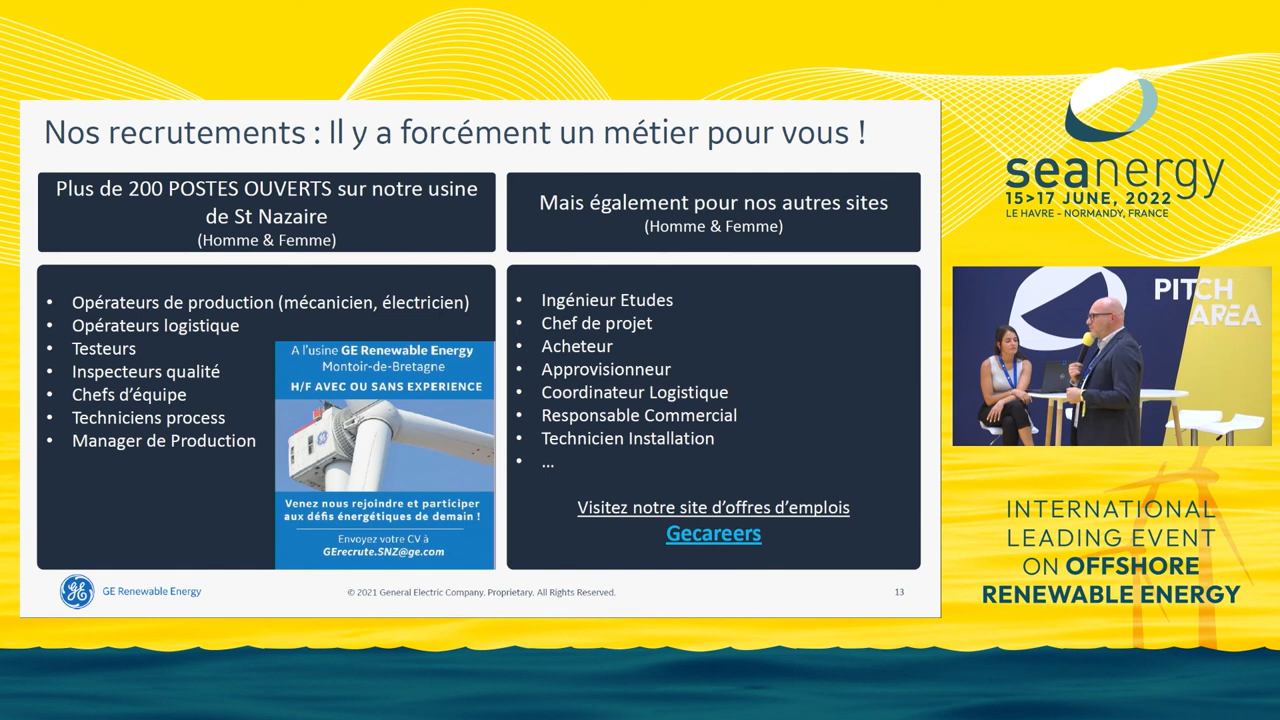 Nos recrutements : Il y a forcément un métier pour vous !
Plus de 200 POSTES OUVERTS sur notre usine
de St Nazaire
(Homme & Femme)
• Opérateurs de production (mécanicien, électricien)
• Opérateurs logistique
• Testeurs
• Inspecteurs qualité
• Chefs d’équipe
• Techniciens process
• Manager de Production
A l’usine GE Renewable Energy
Montoir-de-Bretagne
H/F AVEC OU SANS EXPERIENCE
Venez nous rejoindre et participer
aux défis énergétiques de demain !
Envoyez votre CV à
GErecrute.SNZ@ge.com
Mais également pour nos autres sites
(Homme & Femme)
• Ingénieur Etudes
• Chef de projet
• Acheteur
• Approvisionneur
• Coordinateur Logistique
• Responsable Commercial
• Technicien Installation
• ...
Visitez notre site d’offres d’emplois
Gecareers
GE Renewable Energy
© 2021 General Electric Company. Proprietary. All Rights Reserved.
13
seanergy
15>17 JUNE, 2022
LE HAVRE - NORMANDY, FRANCE
PITCH
AREA
INTERNATIONAL
LEADING EVENT
ON OFFSHORE
RENEWABLE ENERGY